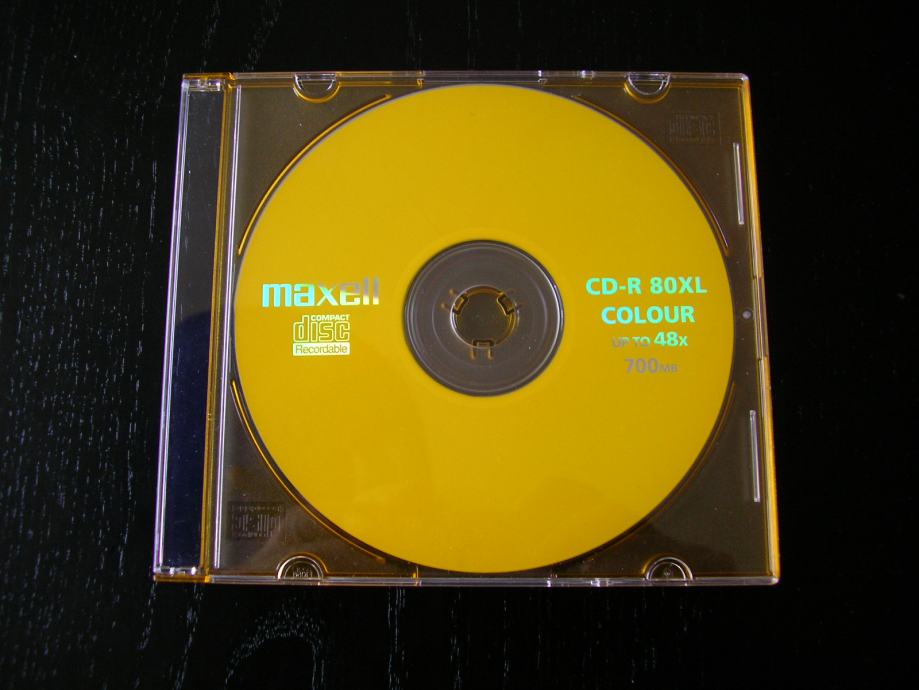 maxell
COMPACT
disc
Recordable
CD-R 80XL
COLOUR
UP TO 48x
700MB